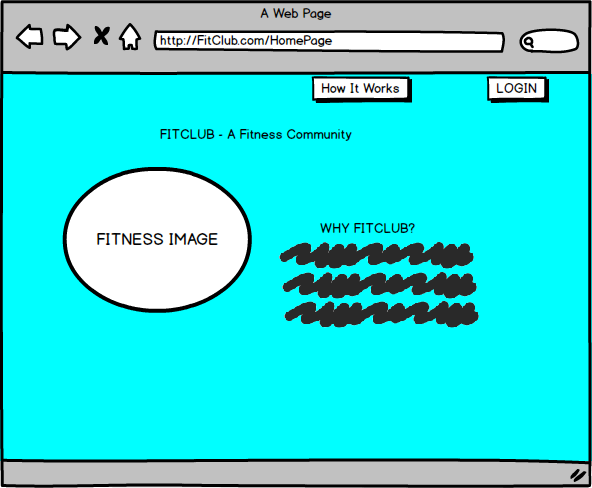 A Web Page
http://FitClub.com/HomePage
How It Works
LOGIN
FITCLUB - A Fitness Community
WHY FITCLUB?
FITNESS IMAGE